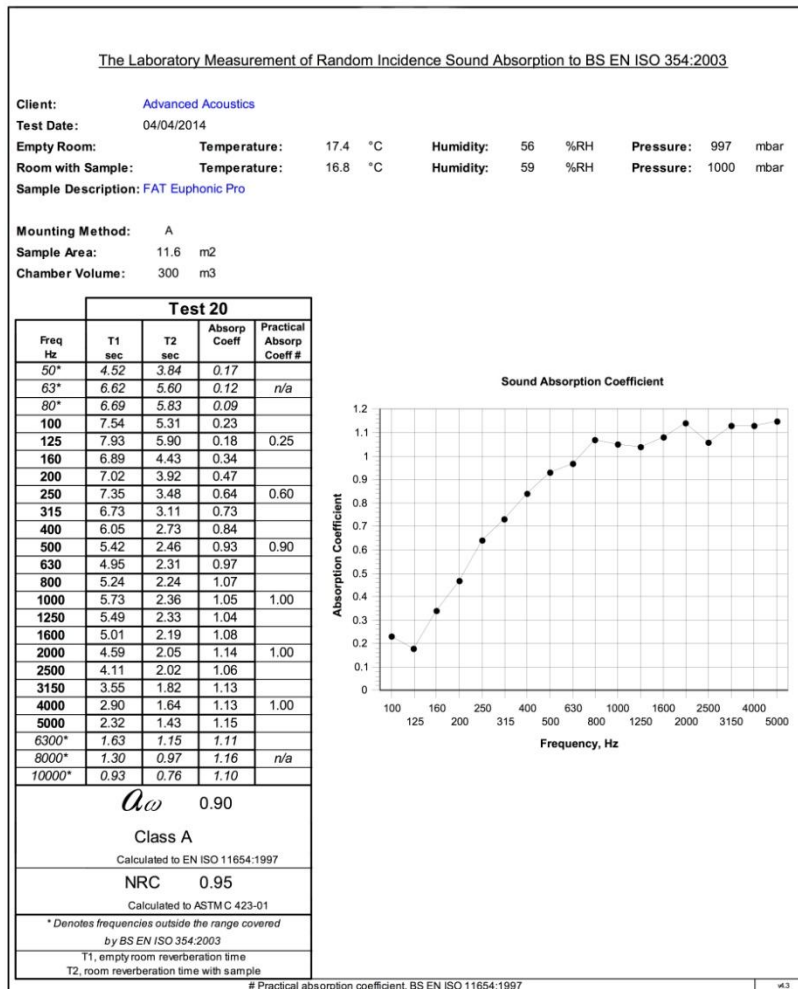 The Laboratory Measurement of Random Incidence Sound Absorption to BS EN ISO 354:2003
Client: Advanced Acoustics
Test Date: 04/04/2014
Empty Room: Temperature: 17.4 °C Humidity: 56 %RH Pressure: 997 mbar
Room with Sample: Temperature: 16.8 °C Humidity: 59 %RH Pressure: 1000 mbar
Sample Description: FAT Euphonic Pro
Mounting Method: A
Sample Area: 11.6 m2
Chamber Volume: 300 m3
Test 20
Freq Hz T1 sec T2 sec Absorp Coeff Practical Absorp Coeff #
50* 4.52 3.84 0.17
63* 6.62 5.60 0.12 n/a
80* 6.69 5.83 0.09
100 7.54 5.31 0.23
125 7.93 5.90 0.18 0.25
160 6.89 4.43 0.34
200 7.02 3.92 0.47
250 7.35 3.48 0.64 0.60
315 6.73 3.11 0.73
400 6.05 2.73 0.84
500 5.42 2.46 0.93 0.90
630 4.95 2.31 0.97
800 5.24 2.24 1.07
1000 5.73 2.36 1.05 1.00
1250 5.49 2.33 1.04
1600 5.01 2.19 1.08
2000 4.59 2.05 1.14 1.00
2500 4.11 2.02 1.06
3150 3.55 1.82 1.13
4000 2.90 1.64 1.13 1.00
5000 2.32 1.43 1.15
6300* 1.63 1.15 1.11
8000* 1.30 0.97 1.16 n/a
10000* 0.93 0.76 1.10
aω 0.90
Class A
Calculated to EN ISO 11654:1997
NRC 0.95
Calculated to ASTM C 423-01
* Denotes frequencies outside the range covered
by BS EN ISO 354:2003
T1, empty room reverberation time
T2, room reverberation time with sample
Sound Absorption Coefficient
Absorption Coefficient
1.2
1.1
1
0.9
0.8
0.7
0.6
0.5
0.4
0.3
0.2
0.1
0
100 160 250 400 630 1000 1600 2500 4000
125 200 315 500 800 1250 2000 3150 5000
Frequency, Hz
# Practical absorption coefficient, BS EN ISO 11654:1997
v4.3